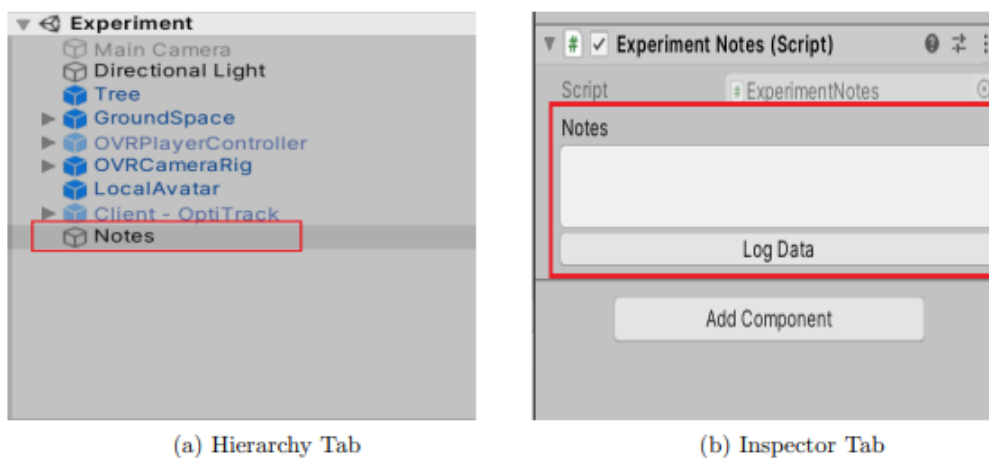 Experiment
Main Camera
Directional Light
Tree
GroundSpace
OVRPlayerController
OVRCameraRig
LocalAvatar
Client - OptiTrack
Notes
(a) Hierarchy Tab
# Experiment Notes (Script)
Script # ExperimentNotes
Notes
Log Data
Add Component
(b) Inspector Tab